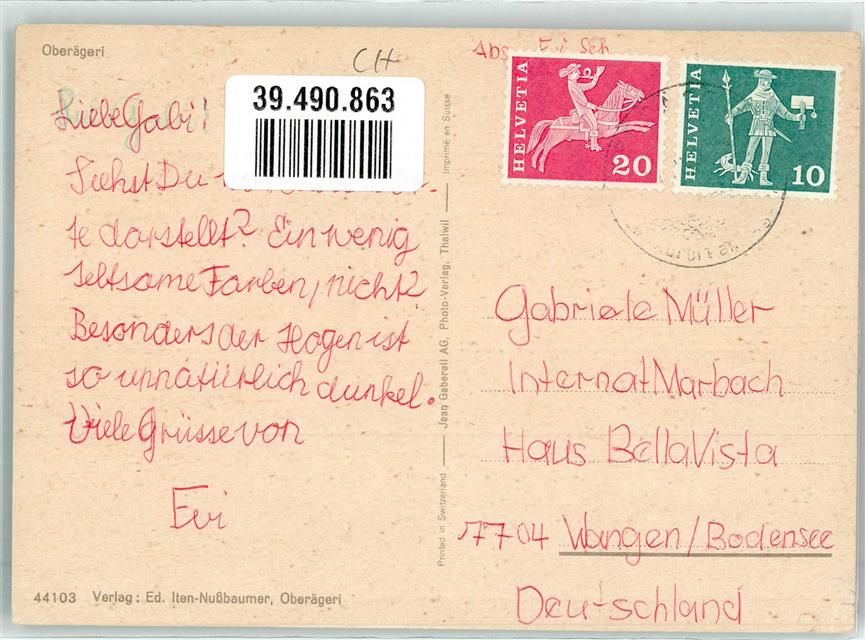 Oberägeri
CH
39.490.863
Liebe Gabi!
Siehst Du
te darstellt? Ein wenig
seltsame Farben, nicht?
Besonders der Hogen ist
so unnatürlich dunkel.
Viele Grüsse von
Evi
44103 Verlag: Ed. Iten-Nußbaumer, Oberägeri
Printed in Switzerland — Jean Gaberell AG, Photo-Verlag, Thalwil — Imprimé en Suisse
Abs. Evi Sch
HELVETIA
20
HELVETIA
10
Gabriele Müller
Internat Marbach
Haus Bella Vista
7704 Wangen/Bodensee
Deutschland